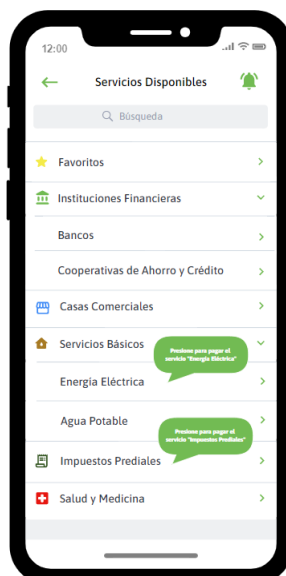 12:00
Servicios Disponibles
Búsqueda
Favoritos
Instituciones Financieras
Bancos
Cooperativas de Ahorro y Crédito
Casas Comerciales
Servicios Básicos
Presione para pagar el
servicio "Energía Eléctrica"
Energia Eléctrica
Agua Potable
Presione para pagar el
servicio "Impuestos Prediales"
Impuestos Prediales
Salud y Medicina